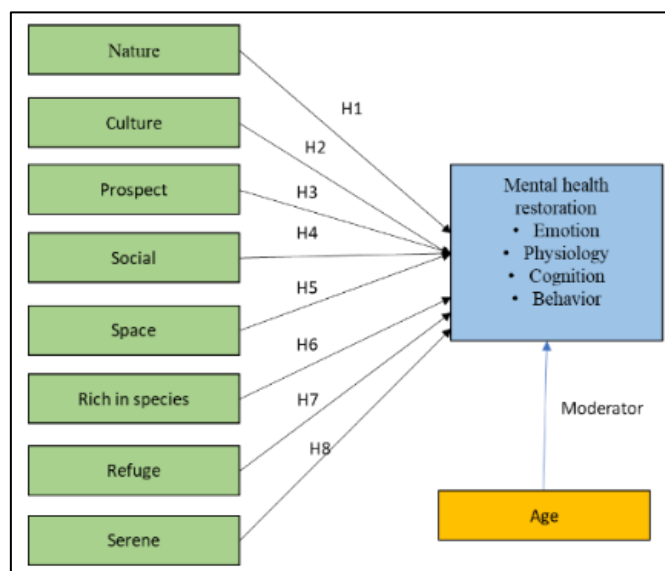 Nature
H1
Culture
H2
Prospect
H3
Social
H4
Space
H5
Rich in species
H6
Refuge
H7
Serene
H8
Mental health
restoration
• Emotion
• Physiology
• Cognition
• Behavior
Moderator
Age